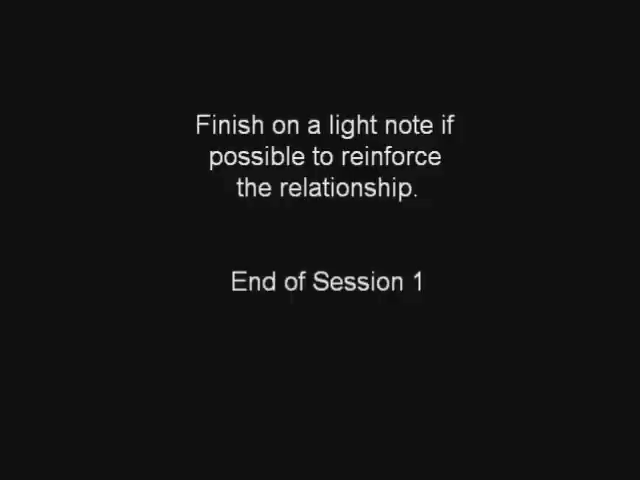 Finish on a light note if
possible to reinforce
the relationship.
End of Session 1